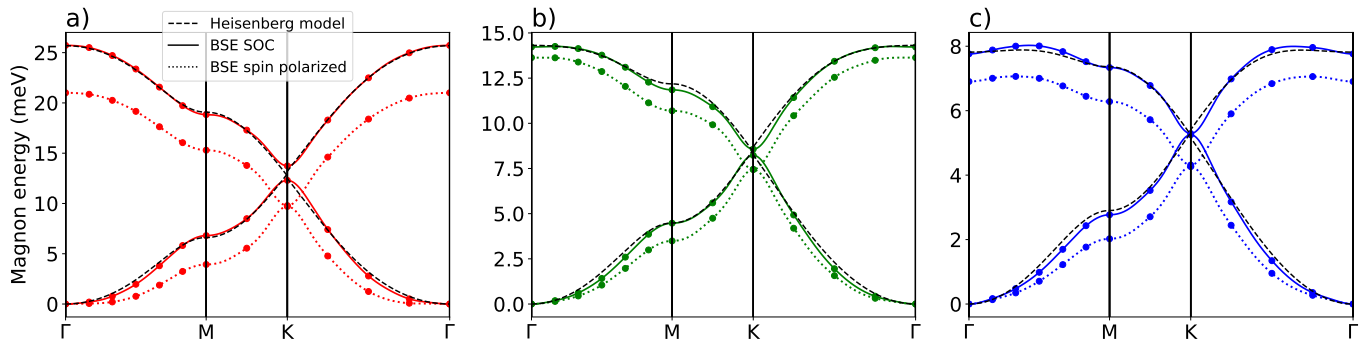 a) b) c)
Heisenberg model
BSE SOC
BSE spin polarized
Magnon energy (meV)
25
20
15
10
5
0
Γ M K Γ
15.0
12.5
10.0
7.5
5.0
2.5
0.0
Γ M K Γ
8
6
4
2
0
Γ M K Γ